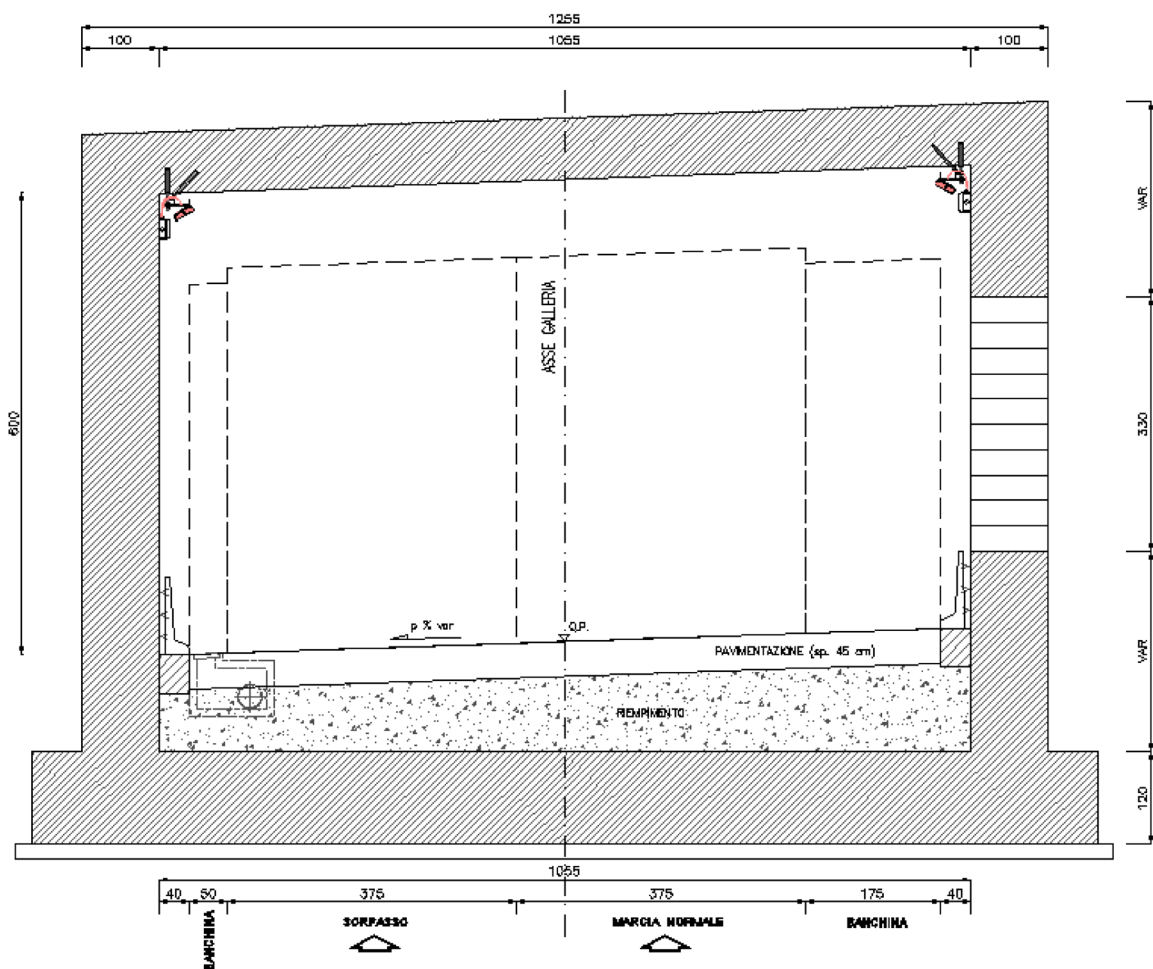 1255
100
1055
100
VAR
600
ASSE GALLERIA
330
p % var
Q.P.
PAVIMENTAZIONE (sp. 45 cm)
VAR
RIEMPIMENTO
120
1055
40
50
375
375
175
40
BANCHINA
SORPASSO
MARCIA NORMALE
BANCHINA